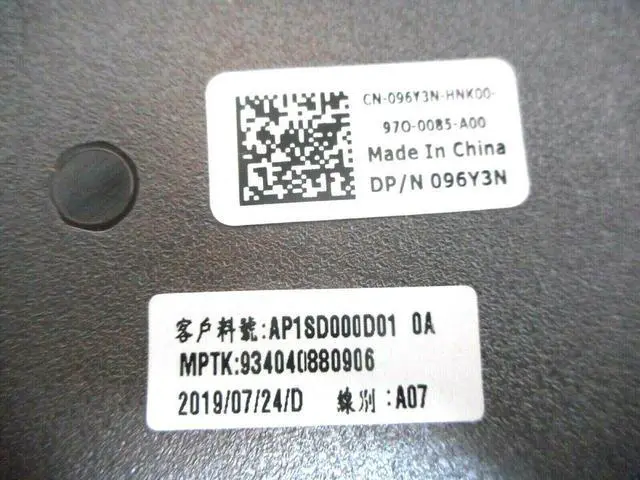 CN-096Y3N-HNK00-
97O-0085-A00
Made In China
DP/N 096Y3N
客戶料號:AP1SD000D01 0A
MPTK:934040880906
2019/07/24/D 線別:A07